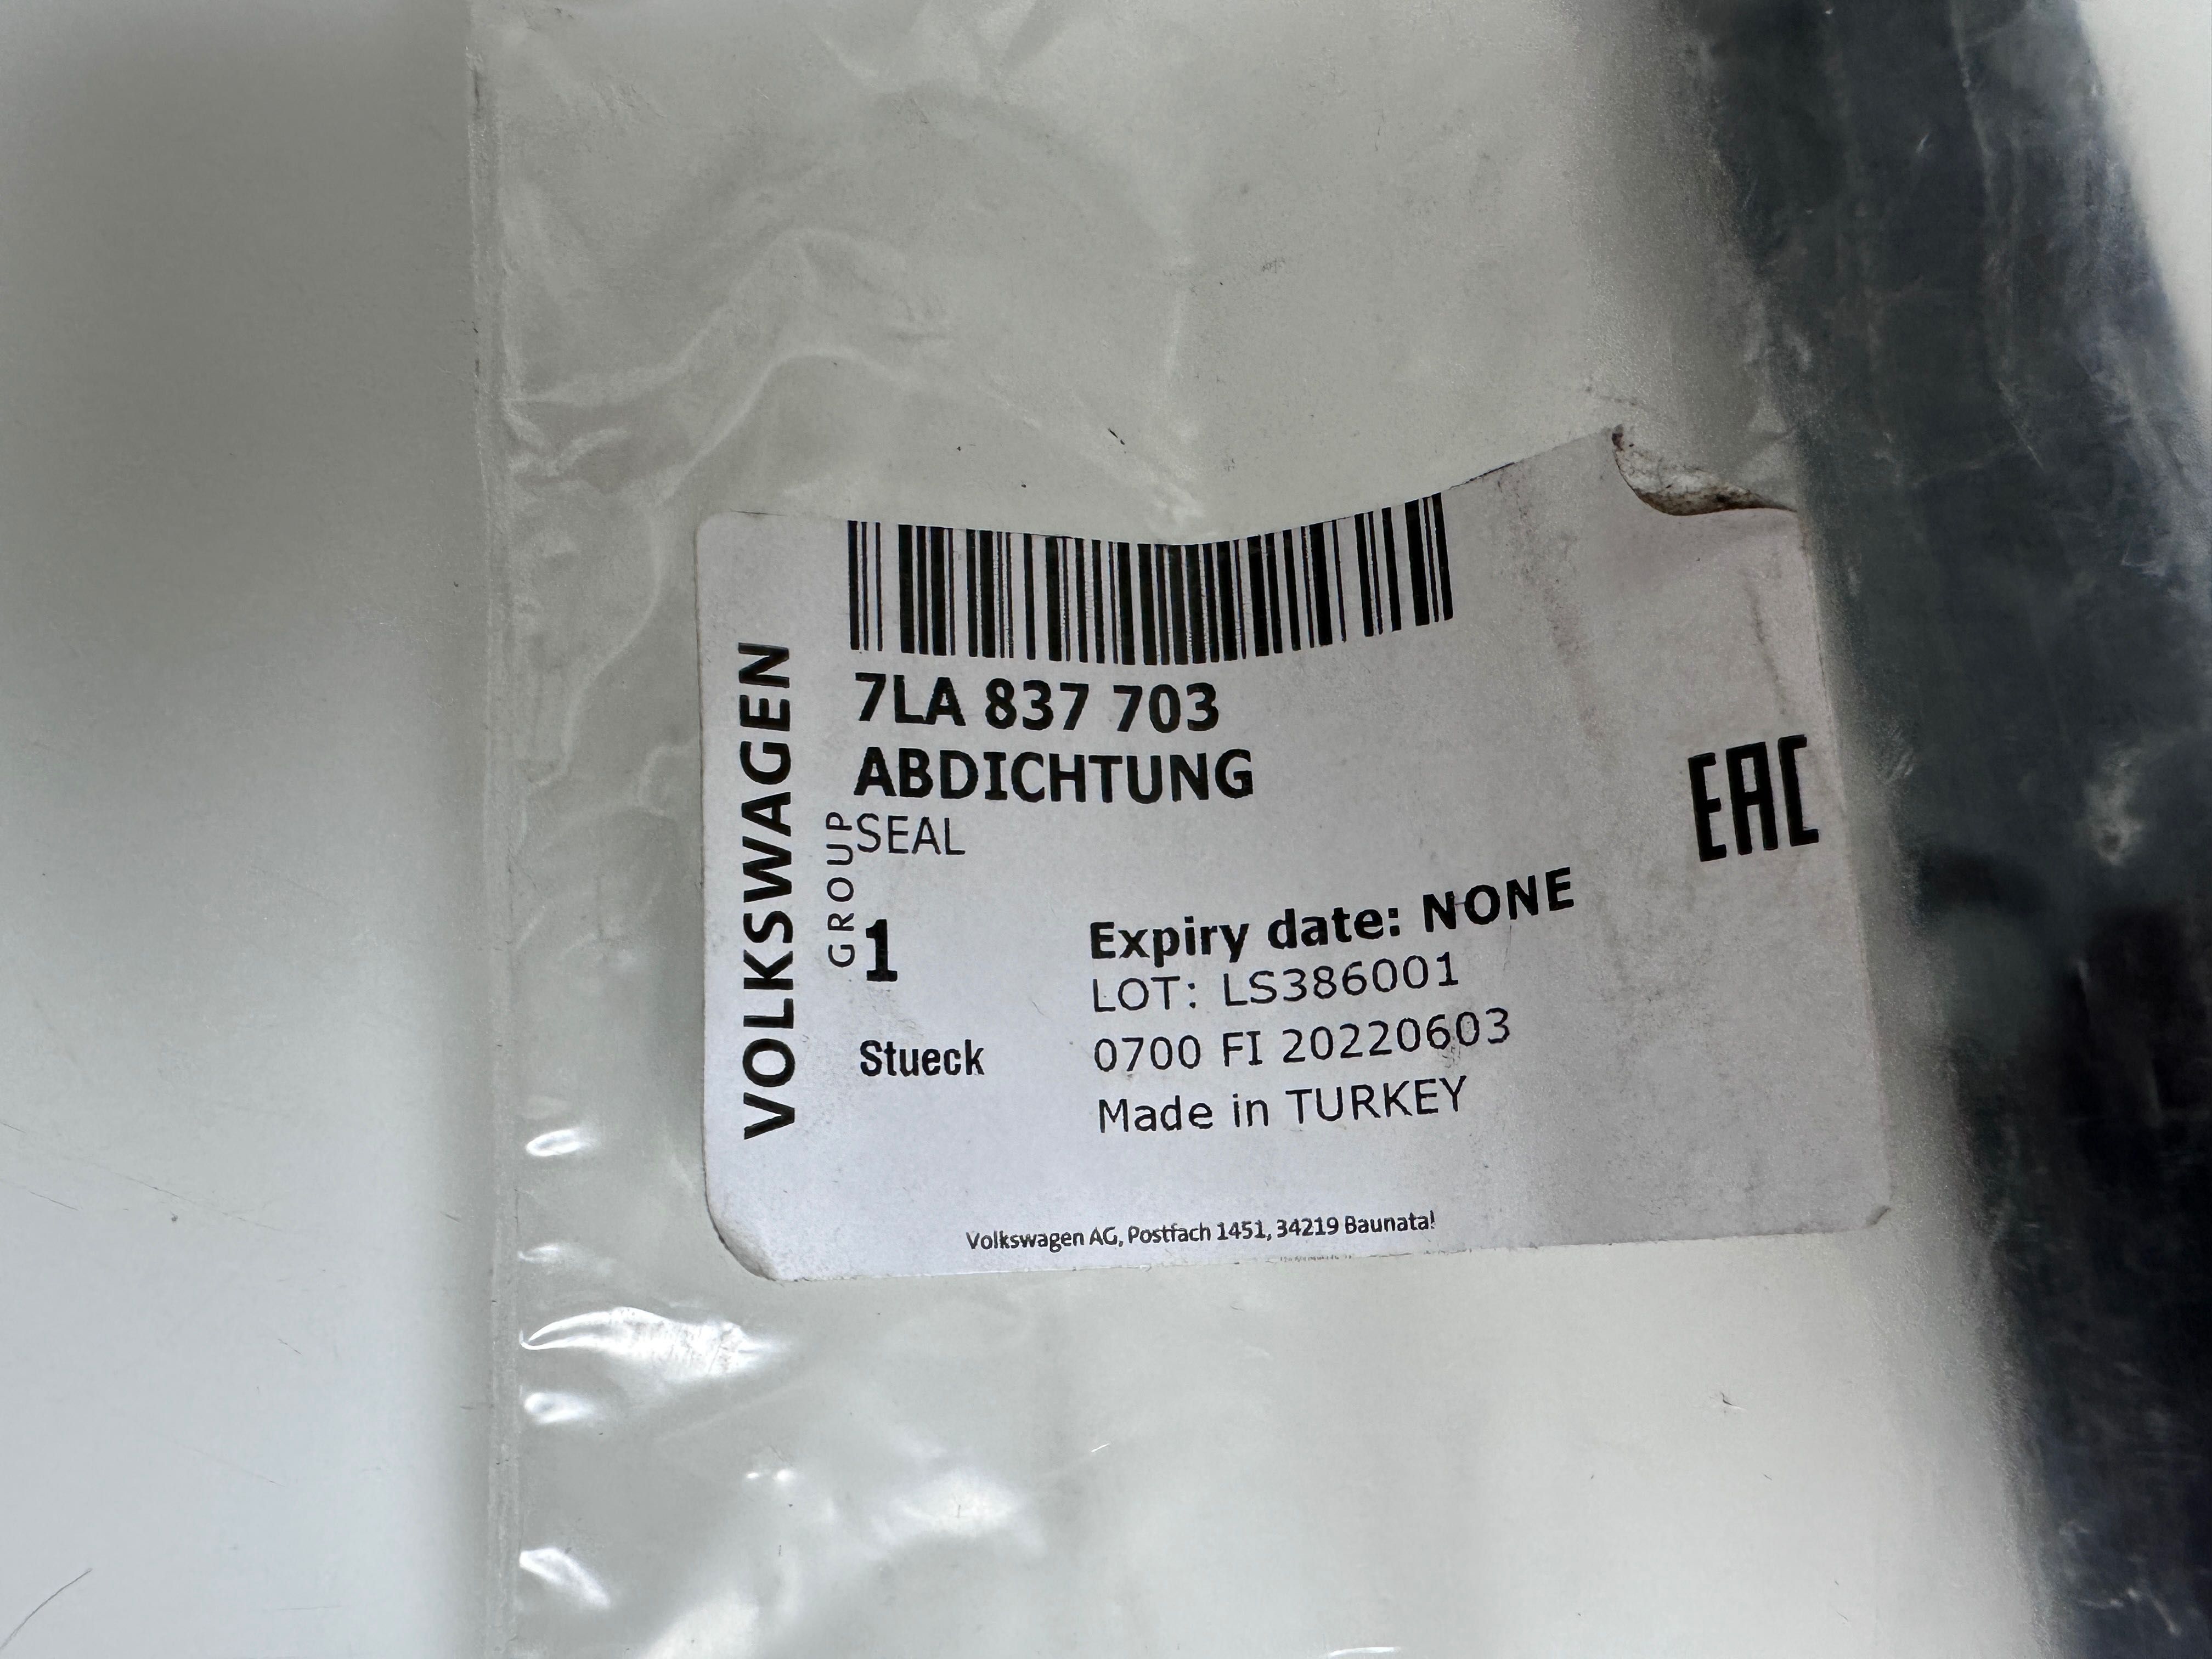 VOLKSWAGEN
GROUP
7LA 837 703
ABDICHTUNG
SEAL
1
Stueck
Expiry date: NONE
LOT: LS386001
0700 FI 20220603
Made in TURKEY
EAC
Volkswagen AG, Postfach 1451, 34219 Baunata!